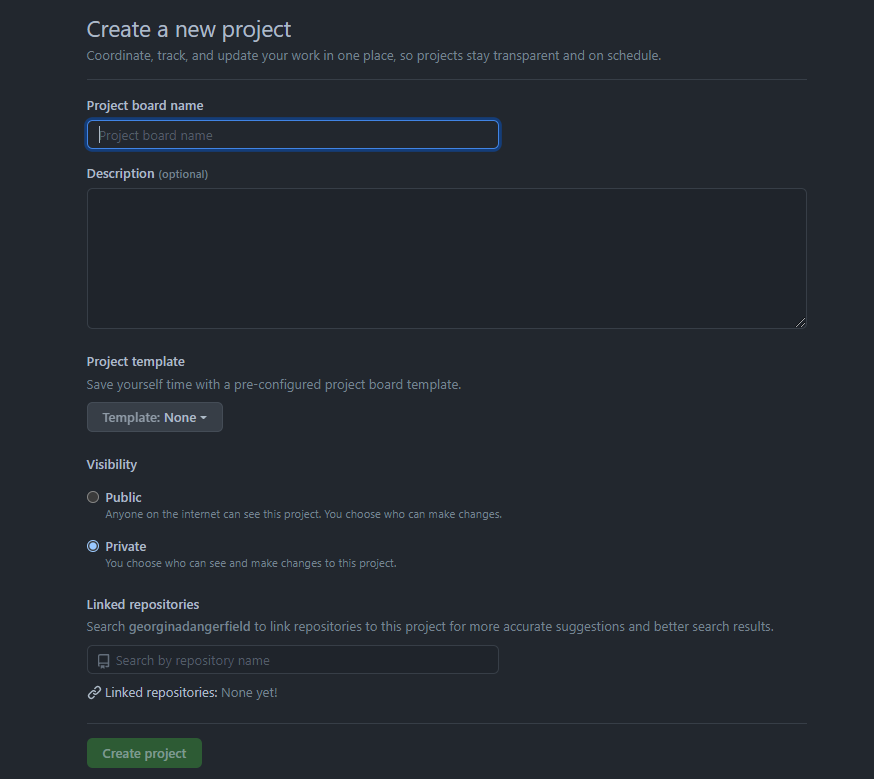 Create a new project
Coordinate, track, and update your work in one place, so projects stay transparent and on schedule.
Project board name
Project board name
Description (optional)
Project template
Save yourself time with a pre-configured project board template.
Template: None
Visibility
Public
Anyone on the internet can see this project. You choose who can make changes.
Private
You choose who can see and make changes to this project.
Linked repositories
Search georginadangerfield to link repositories to this project for more accurate suggestions and better search results.
Search by repository name
Linked repositories: None yet!
Create project